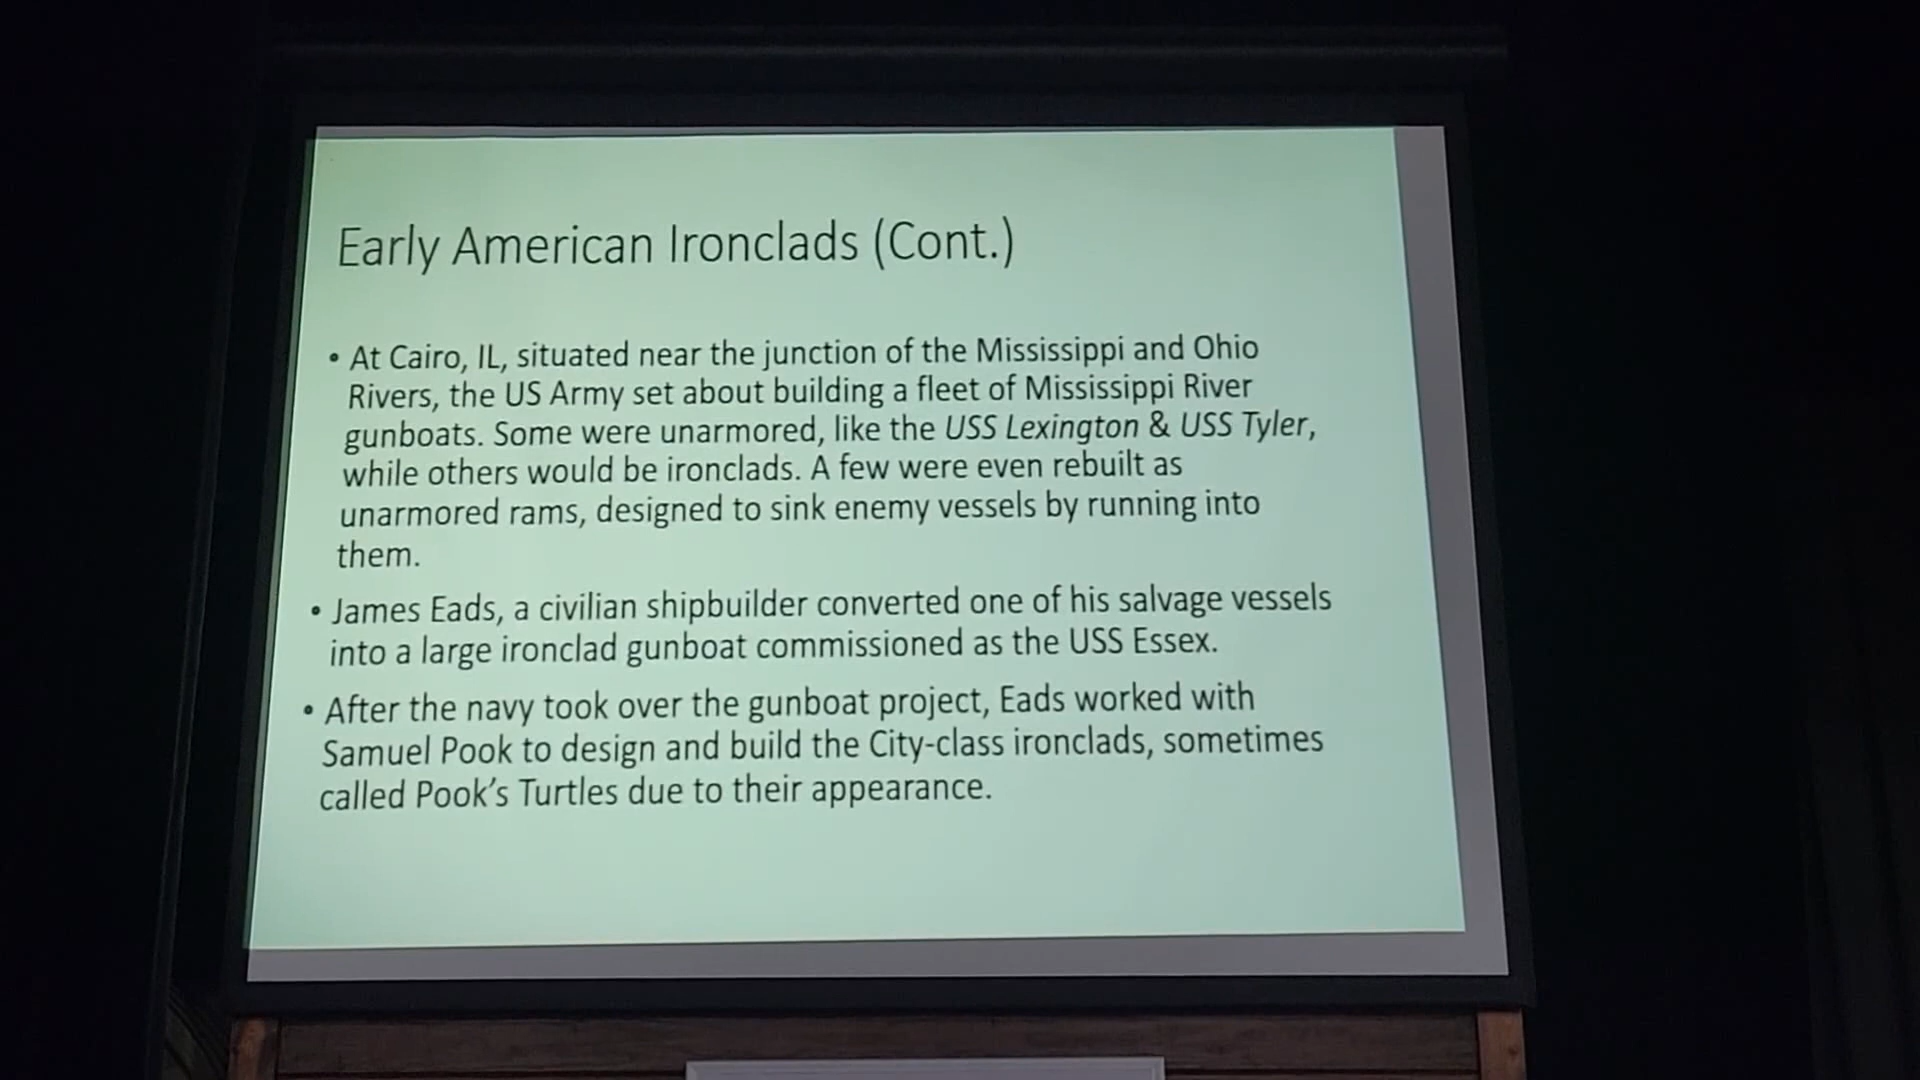 Early American Ironclads (Cont.)
• At Cairo, IL, situated near the junction of the Mississippi and Ohio
Rivers, the US Army set about building a fleet of Mississippi River
gunboats. Some were unarmored, like the USS Lexington & USS Tyler,
while others would be ironclads. A few were even rebuilt as
unarmored rams, designed to sink enemy vessels by running into
them.
• James Eads, a civilian shipbuilder converted one of his salvage vessels
into a large ironclad gunboat commissioned as the USS Essex.
• After the navy took over the gunboat project, Eads worked with
Samuel Pook to design and build the City-class ironclads, sometimes
called Pook's Turtles due to their appearance.